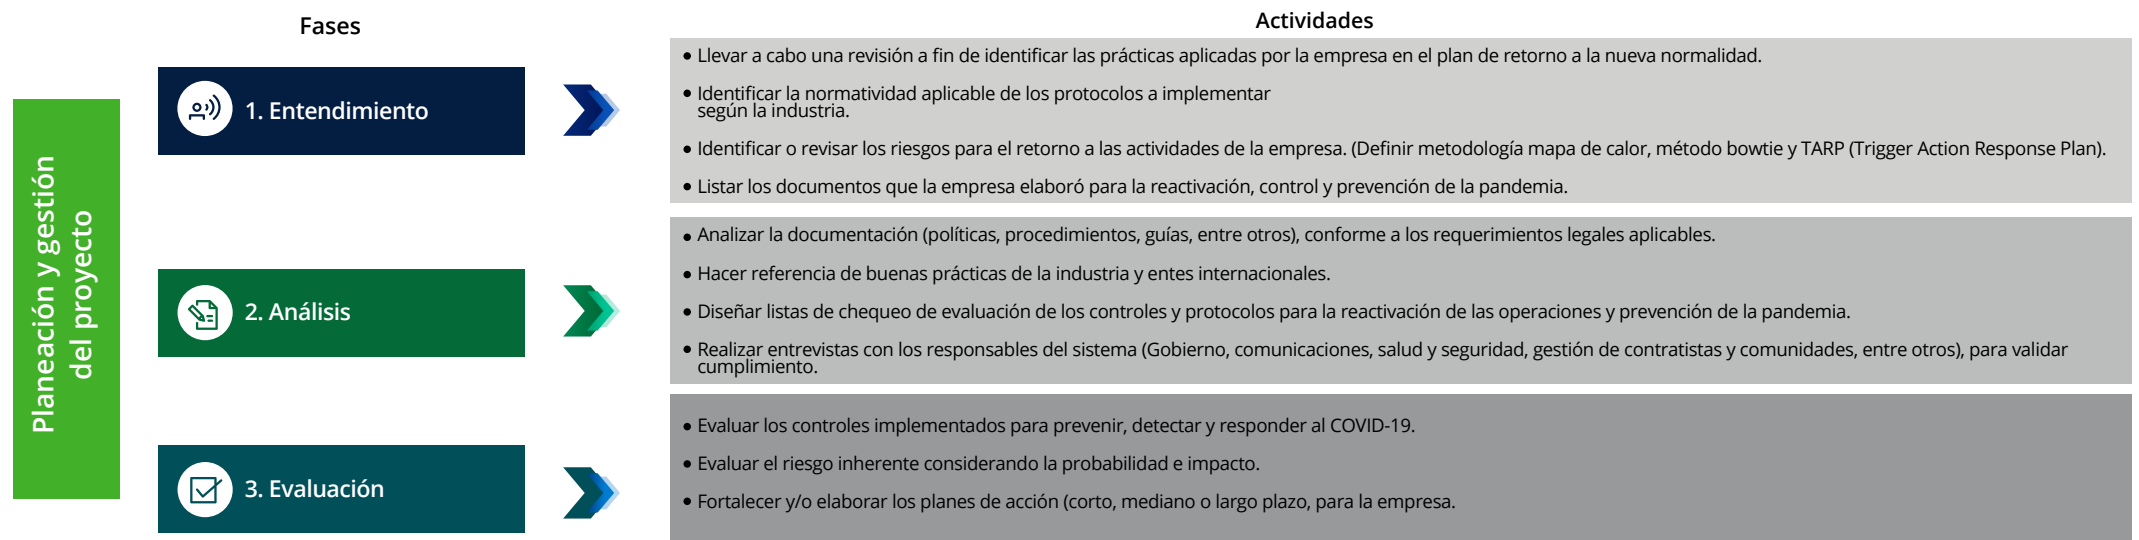 Fases
Actividades
Planeación y gestión
del proyecto
1. Entendimiento
• Llevar a cabo una revisión a fin de identificar las prácticas aplicadas por la empresa en el plan de retorno a la nueva normalidad.
• Identificar la normatividad aplicable de los protocolos a implementar
según la industria.
• Identificar o revisar los riesgos para el retorno a las actividades de la empresa. (Definir metodología mapa de calor, método bowtie y TARP (Trigger Action Response Plan).
• Listar los documentos que la empresa elaboró para la reactivación, control y prevención de la pandemia.
2. Análisis
• Analizar la documentación (políticas, procedimientos, guías, entre otros), conforme a los requerimientos legales aplicables.
• Hacer referencia de buenas prácticas de la industria y entes internacionales.
• Diseñar listas de chequeo de evaluación de los controles y protocolos para la reactivación de las operaciones y prevención de la pandemia.
• Realizar entrevistas con los responsables del sistema (Gobierno, comunicaciones, salud y seguridad, gestión de contratistas y comunidades, entre otros), para validar
cumplimiento.
3. Evaluación
• Evaluar los controles implementados para prevenir, detectar y responder al COVID-19.
• Evaluar el riesgo inherente considerando la probabilidad e impacto.
• Fortalecer y/o elaborar los planes de acción (corto, mediano o largo plazo, para la empresa.